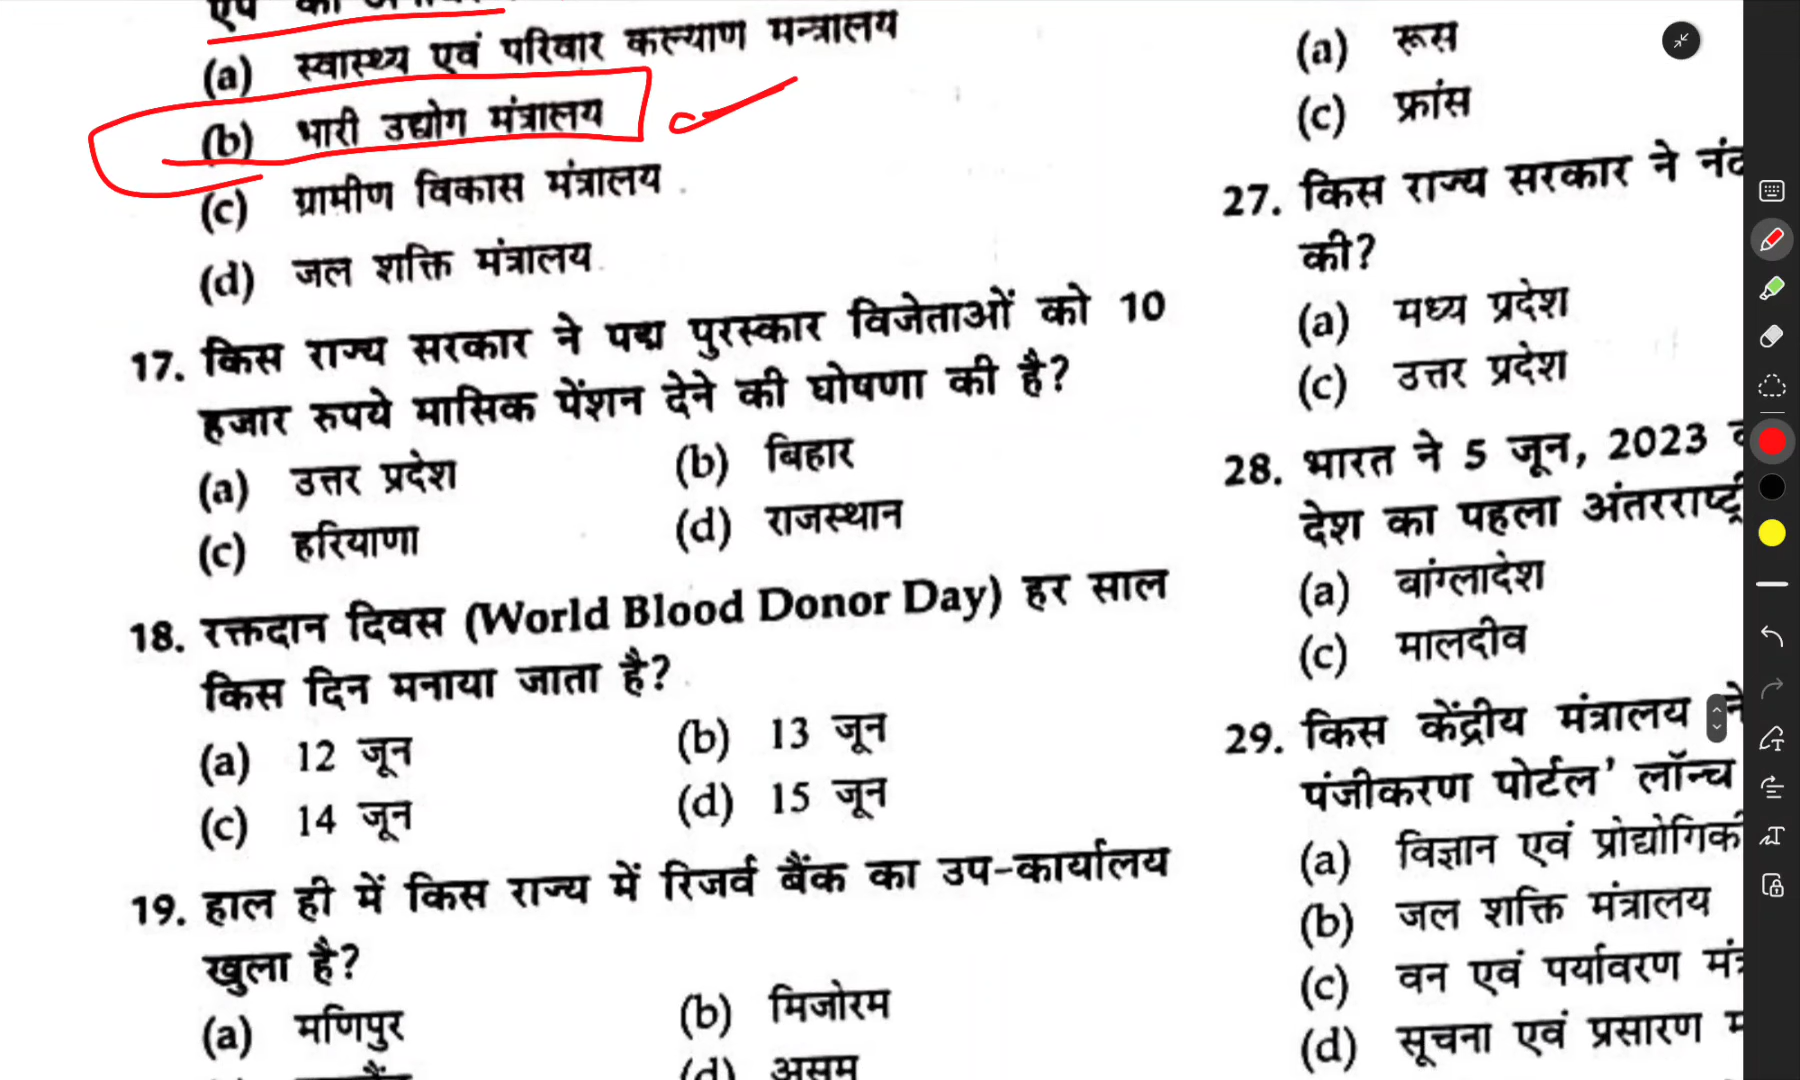 (a) स्वास्थ्य एवं परिवार कल्याण मन्त्रालय
(b) भारी उद्योग मंत्रालय
(c) ग्रामीण विकास मंत्रालय
(d) जल शक्ति मंत्रालय
17. किस राज्य सरकार ने पद्म पुरस्कार विजेताओं को 10
हजार रुपये मासिक पेंशन देने की घोषणा की है?
(a) उत्तर प्रदेश (b) बिहार
(c) हरियाणा (d) राजस्थान
18. रक्तदान दिवस (World Blood Donor Day) हर साल
किस दिन मनाया जाता है?
(a) 12 जून (b) 13 जून
(c) 14 जून (d) 15 जून
19. हाल ही में किस राज्य में रिजर्व बैंक का उप-कार्यालय
खुला है?
(a) मणिपुर (b) मिजोरम
(d) असम
(a) रूस
(c) फ्रांस
27. किस राज्य सरकार ने
की?
(a) मध्य प्रदेश
(c) उत्तर प्रदेश
28. भारत ने 5 जून, 2023
देश का पहला
(a) बांग्लादेश
(c) मालदीव
29. किस केंद्रीय मंत्रालय ने
पंजीकरण पोर्टल' लॉन्च
(a) विज्ञान एवं
(b) जल शक्ति मंत्रालय
(c) वन एवं पर्यावरण
(d) सूचना एवं प्रसारण